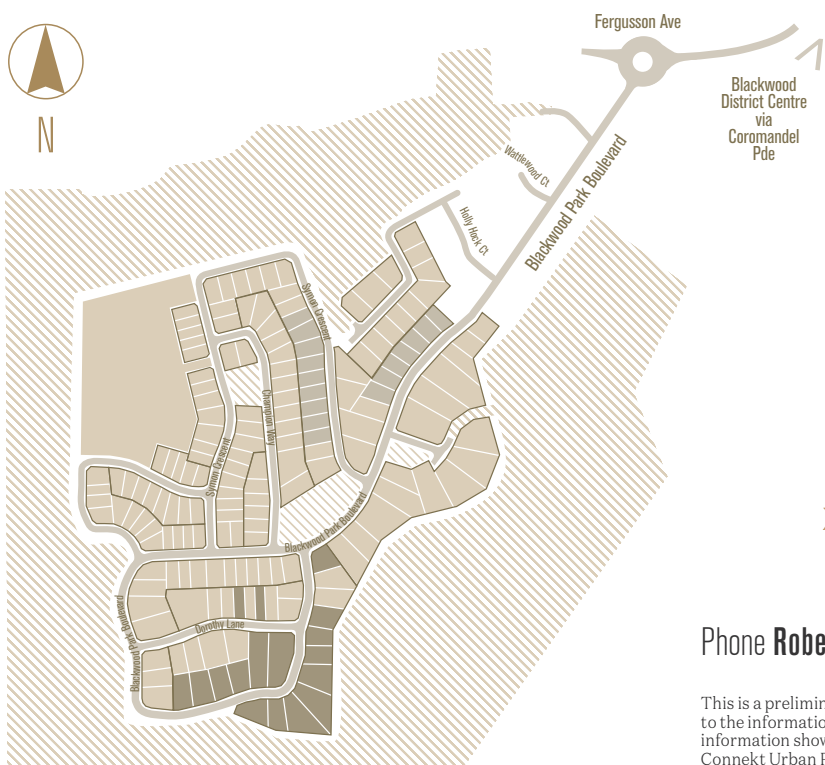 Fergusson Ave
N
Blackwood
District Centre
via
Coromandel
Pde
Wattlewood Ct
Blackwood Park Boulevard
Holly Hock Ct
Symon Crescent
Champion Way
Symon Crescent
Blackwood Park Boulevard
Blackwood Park Boulevard
Dorothy Lane
Phone Robe
This is a prelimin
to the informatio
information show
Connekt Urban P